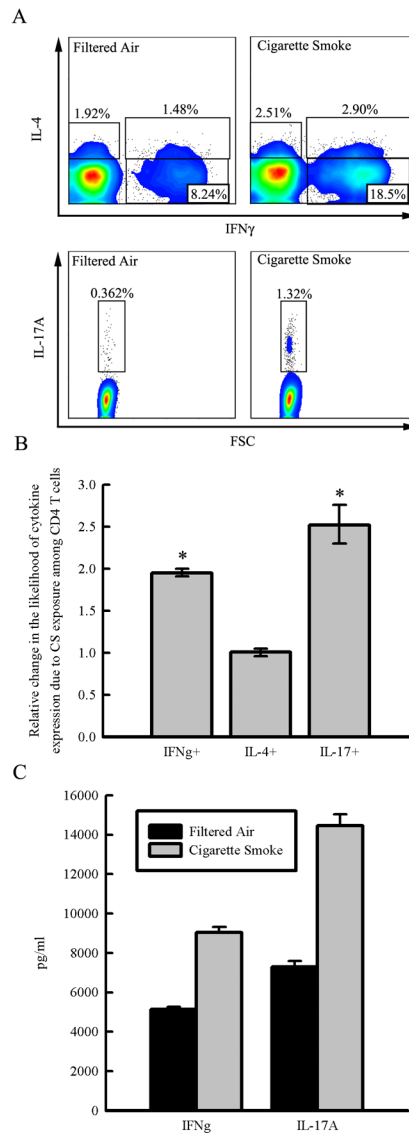 A
Filtered Air
Cigarette Smoke
IL-4
1.92%
1.48%
8.24%
2.51%
2.90%
18.5%
IFNγ
Filtered Air
Cigarette Smoke
IL-17A
0.362%
1.32%
FSC
B
Relative change in the likelihood of cytokine
expression due to CS exposure among CD4 T cells
3.0
2.5
2.0
1.5
1.0
0.5
0.0
*
*
IFNg+
IL-4+
IL-17+
C
pg/ml
16000
14000
12000
10000
8000
6000
4000
2000
0
Filtered Air
Cigarette Smoke
IFNg
IL-17A